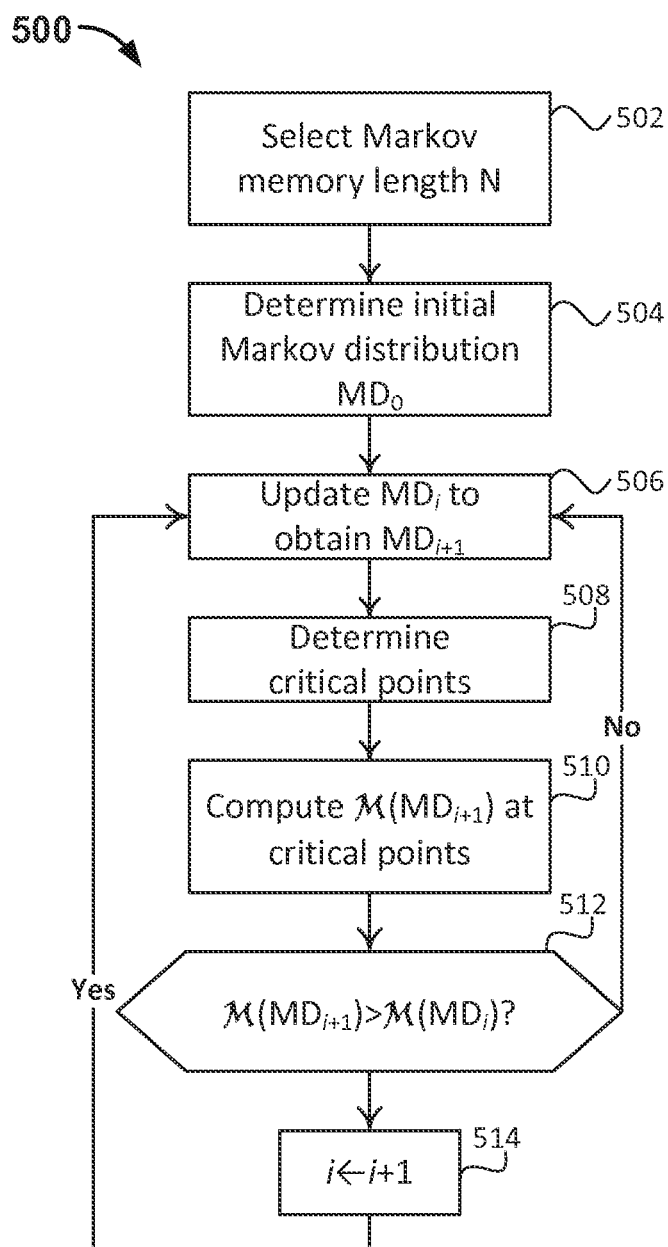 500
Select Markov
memory length N
502
Determine initial
Markov distribution
MD₀
504
Update MDᵢ to
obtain MDᵢ₊₁
506
Determine
critical points
508
No
Compute ℳ(MDᵢ₊₁) at
critical points
510
Yes
ℳ(MDᵢ₊₁)>ℳ(MDᵢ)?
512
i←i+1
514